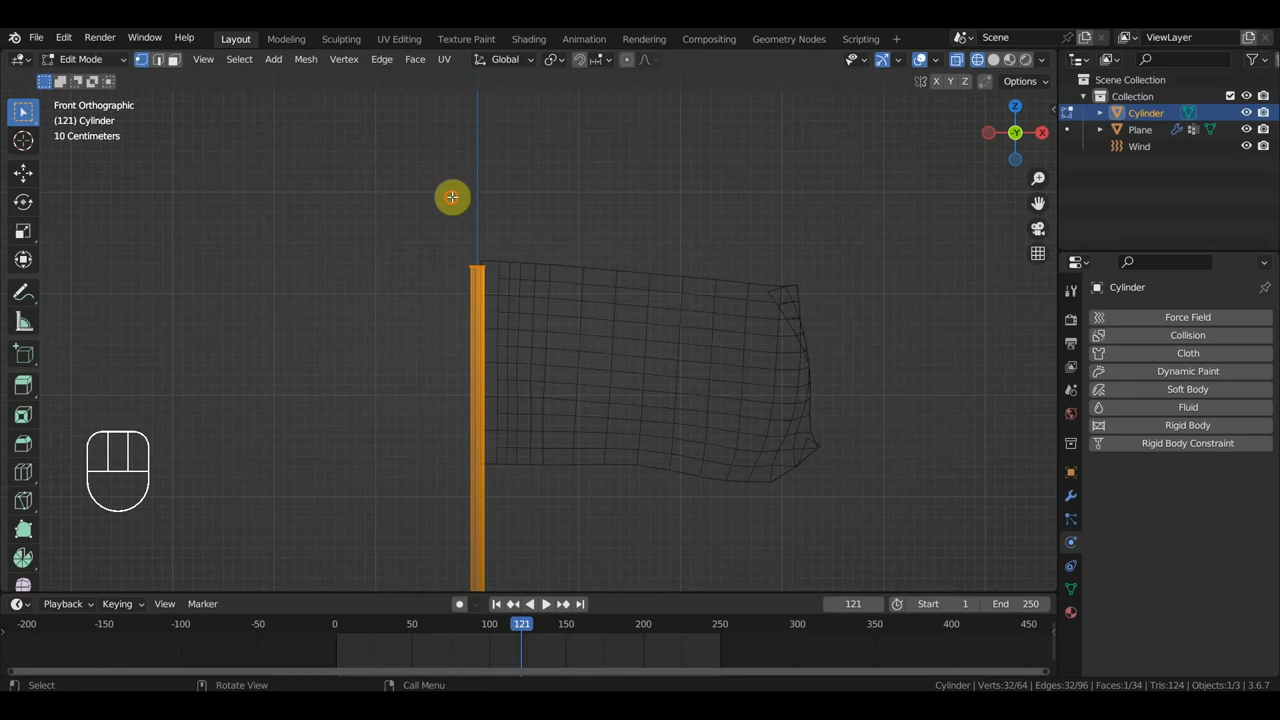 File Edit Render Window Help Layout Modeling Sculpting UV Editing Texture Paint Shading Animation Rendering Compositing Geometry Nodes Scripting Scene ViewLayer
Edit Mode View Select Add Mesh Vertex Edge Face UV Global
X Y Z Options
Front Orthographic
(121) Cylinder
10 Centimeters
Z
X
-Y
Scene Collection
Collection
Cylinder
Plane
Wind
Cylinder
Force Field
Collision
Cloth
Dynamic Paint
Soft Body
Fluid
Rigid Body
Rigid Body Constraint
Playback Keying View Marker 121 Start 1 End 250
-200 -150 -100 -50 0 50 100 121 150 200 250 300 350 400 450
Select Rotate View Call Menu Cylinder | Verts:32/64 | Edges:32/96 | Faces:1/34 | Tris:124 | Objects:1/3 | 3.6.7